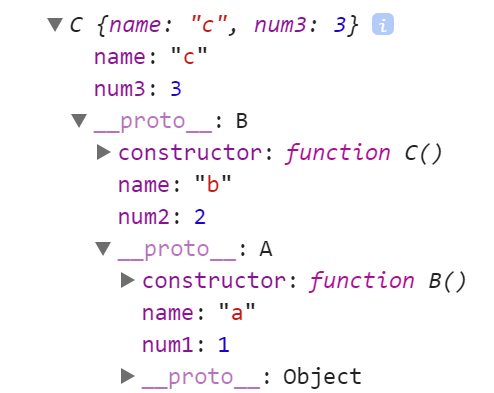 ▼ C {name: "c", num3: 3} i
name: "c"
num3: 3
▼ __proto__: B
▶ constructor: function C()
name: "b"
num2: 2
▼ __proto__: A
▶ constructor: function B()
name: "a"
num1: 1
▶ __proto__: Object